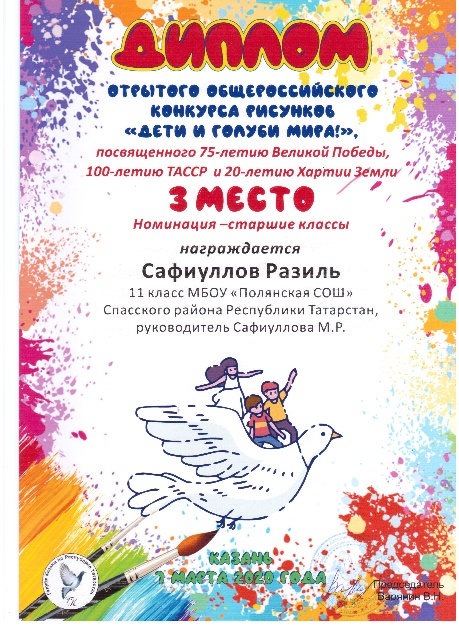 ДИПЛОМ
ОТРЫТОГО ОБЩЕРОССИЙСКОГО
КОНКУРСА РИСУНКОВ
«ДЕТИ И ГОЛУБИ МИРА!»,
посвященного 75-летию Великой Победы,
100-летию ТАССР и 20-летию Хартии Земли
3 МЕСТО
Номинация –старшие классы
награждается
Сафиуллов Разиль
11 класс МБОУ «Полянская СОШ»
Спасского района Республики Татарстан,
руководитель Сафиуллова М.Р.
КАЗАНЬ
7 МАРТА 2020 ГОДА
Председатель
Варянин В.Н.